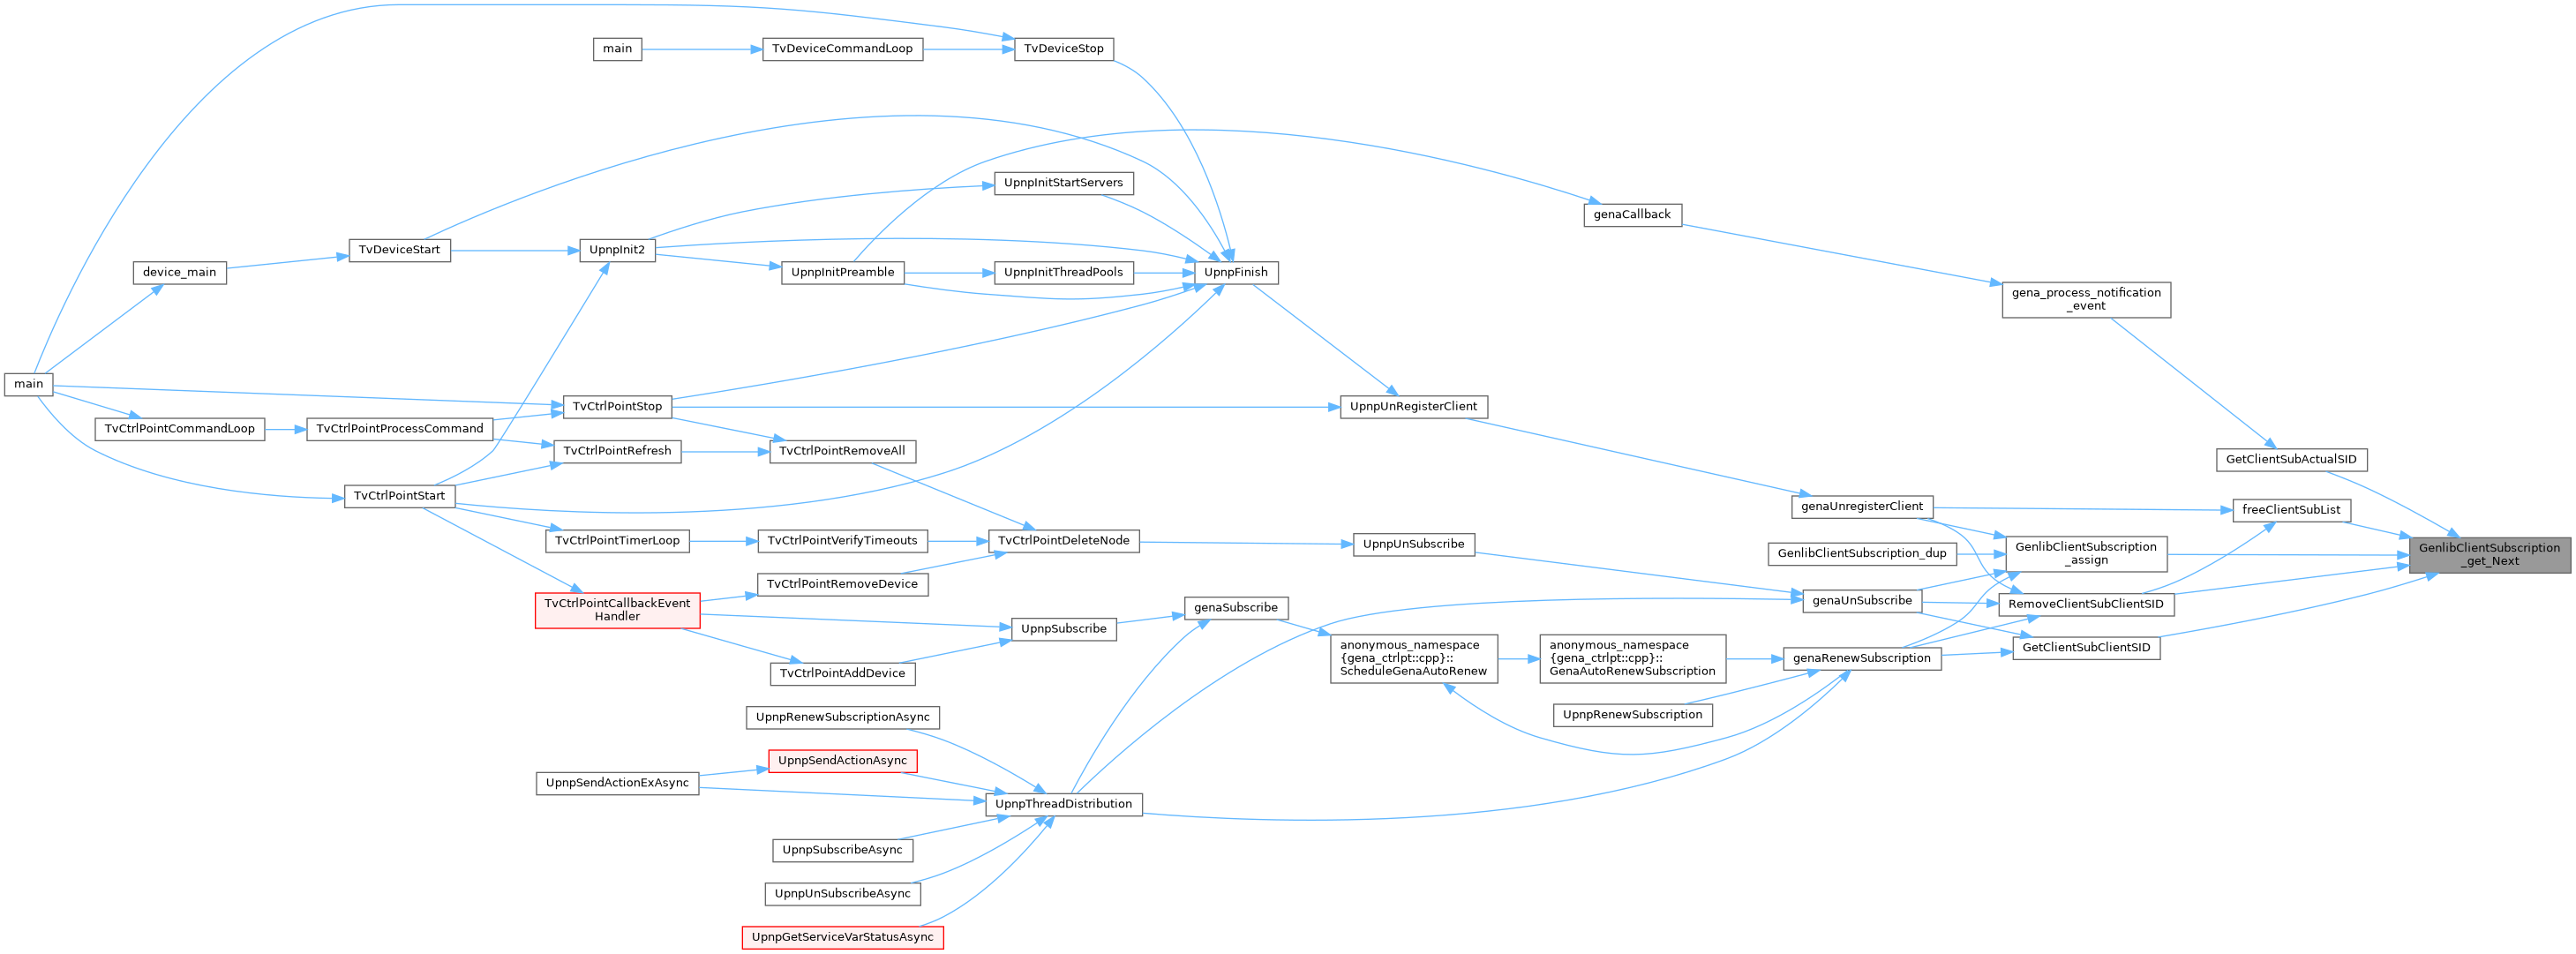 main
TvDeviceCommandLoop
TvDeviceStop
UpnpInitStartServers
genaCallback
TvDeviceStart
UpnpInit2
device_main
UpnpInitPreamble
UpnpInitThreadPools
UpnpFinish
gena_process_notification
_event
main
TvCtrlPointStop
UpnpUnRegisterClient
TvCtrlPointCommandLoop
TvCtrlPointProcessCommand
TvCtrlPointRefresh
TvCtrlPointRemoveAll
GetClientSubActualSID
TvCtrlPointStart
genaUnregisterClient
freeClientSubList
TvCtrlPointTimerLoop
TvCtrlPointVerifyTimeouts
TvCtrlPointDeleteNode
UpnpUnSubscribe
GenlibClientSubscription_dup
GenlibClientSubscription
_assign
GenlibClientSubscription
_get_Next
TvCtrlPointRemoveDevice
TvCtrlPointCallbackEvent
Handler
genaSubscribe
genaUnSubscribe
RemoveClientSubClientSID
UpnpSubscribe
anonymous_namespace
{gena_ctrlpt::cpp}::
ScheduleGenaAutoRenew
anonymous_namespace
{gena_ctrlpt::cpp}::
GenaAutoRenewSubscription
genaRenewSubscription
GetClientSubClientSID
TvCtrlPointAddDevice
UpnpRenewSubscriptionAsync
UpnpRenewSubscription
UpnpSendActionAsync
UpnpSendActionExAsync
UpnpThreadDistribution
UpnpSubscribeAsync
UpnpUnSubscribeAsync
UpnpGetServiceVarStatusAsync